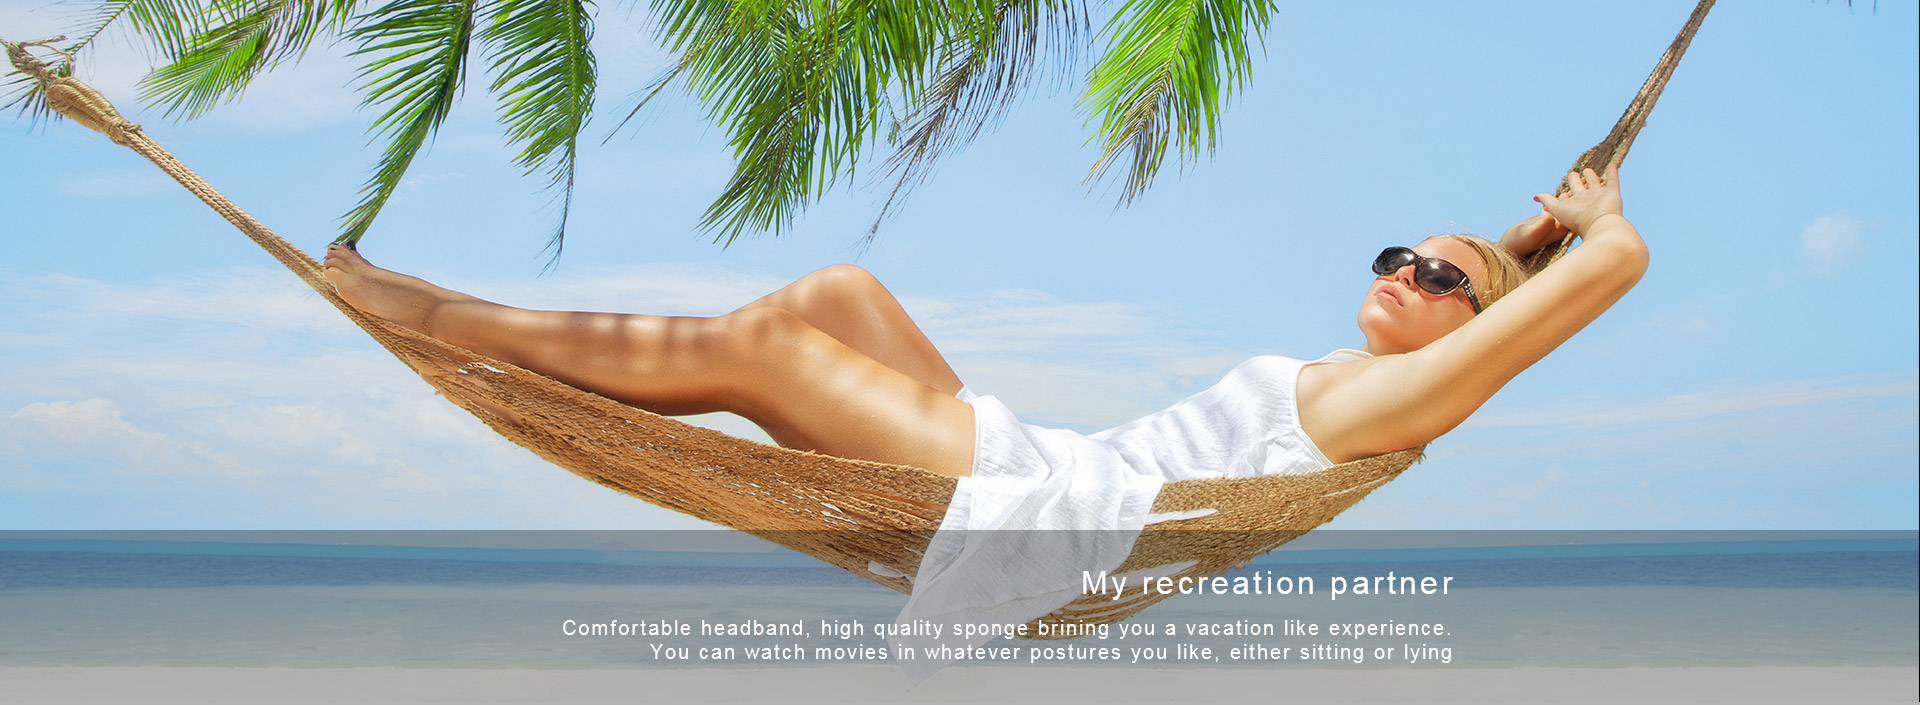 My recreation partner
Comfortable headband, high quality sponge brining you a vacation like experience.
You can watch movies in whatever postures you like, either sitting or lying